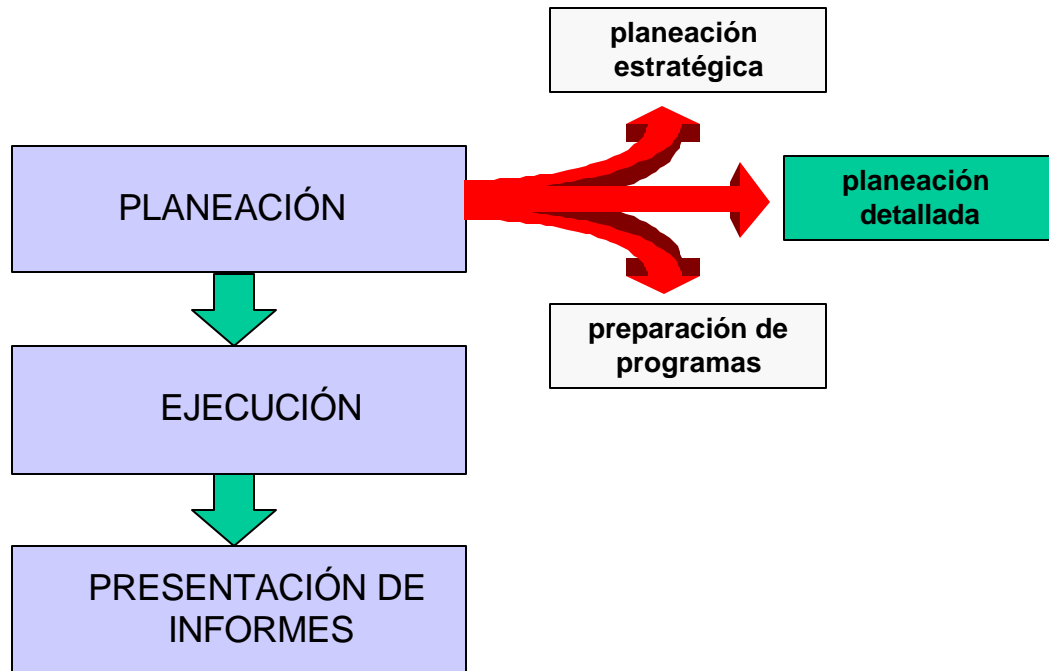 planeación
estratégica
PLANEACIÓN
planeación
detallada
preparación de
programas
EJECUCIÓN
PRESENTACIÓN DE
INFORMES